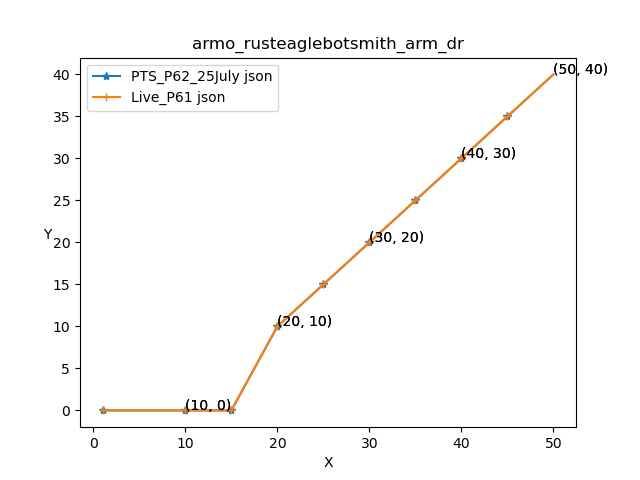 armo_rusteaglebotsmith_arm_dr
PTS_P62_25July json
Live_P61 json
(50, 40)
(40, 30)
(30, 20)
(20, 10)
(10, 0)
Y
40
35
30
25
20
15
10
5
0
0 10 20 30 40 50
X